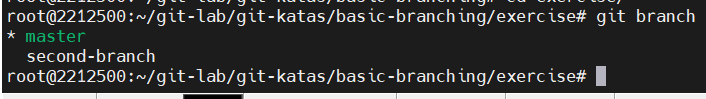 root@2212500:~/git-lab/git-katas/basic-branching/exercise# git branch
* master
  second-branch
root@2212500:~/git-lab/git-katas/basic-branching/exercise#